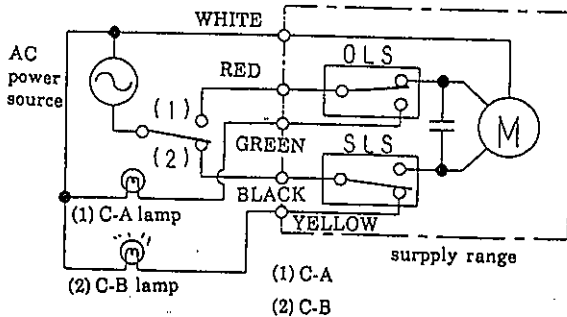 WHITE
AC
power
source
RED
OLS
(1)
(2)
GREEN
SLS
M
BLACK
(1) C-A lamp
YELLOW
surpply range
(2) C-B lamp
(1) C-A
(2) C-B